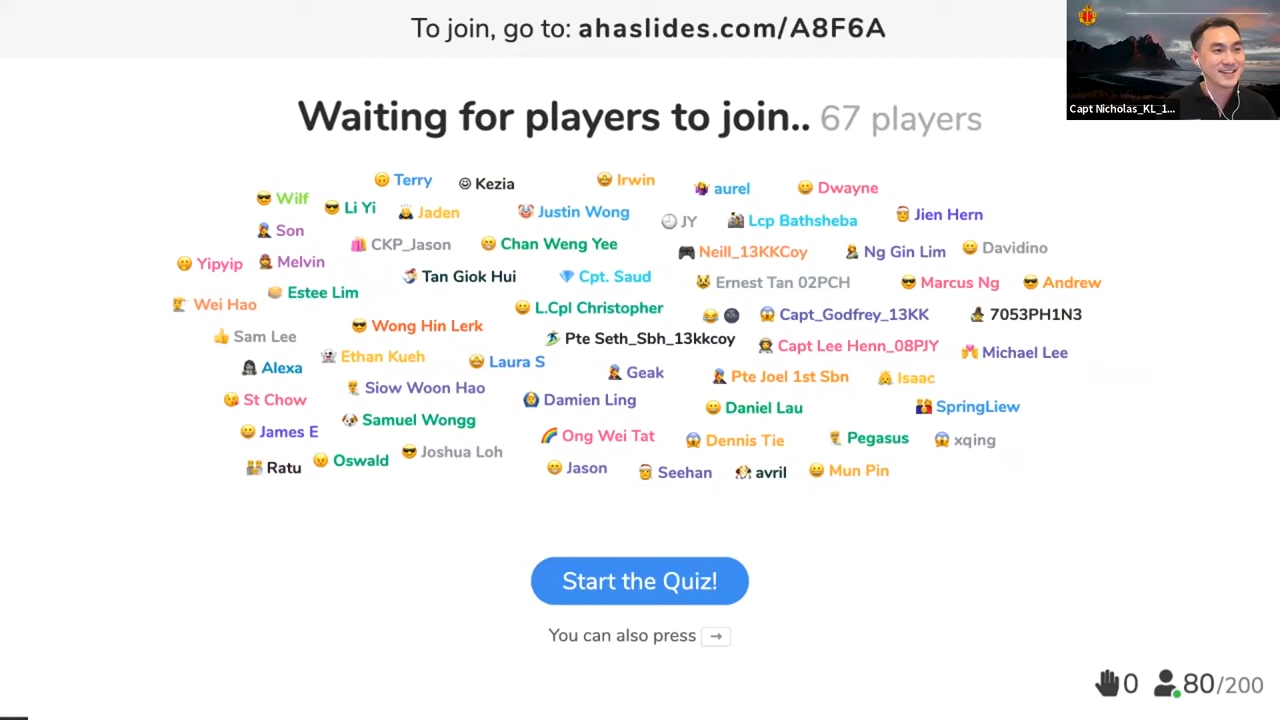 To join, go to: ahaslides.com/A8F6A
Capt Nicholas_KL_1...
Waiting for players to join.. 67 players
Terry
Kezia
Irwin
aurel
Dwayne
Wilf
Li Yi
Jaden
Justin Wong
JY
Lcp Bathsheba
Jien Hern
Son
CKP_Jason
Chan Weng Yee
Neill_13KKCoy
Ng Gin Lim
Davidino
Yipyip
Melvin
Tan Giok Hui
Cpt. Saud
Ernest Tan 02PCH
Marcus Ng
Andrew
Wei Hao
Estee Lim
L.Cpl Christopher
Capt_Godfrey_13KK
7053PH1N3
Sam Lee
Wong Hin Lerk
Pte Seth_Sbh_13kkcoy
Capt Lee Henn_08PJY
Michael Lee
Alexa
Ethan Kueh
Laura S
Geak
Pte Joel 1st Sbn
Isaac
St Chow
Siow Woon Hao
Damien Ling
Daniel Lau
SpringLiew
James E
Samuel Wongg
Ong Wei Tat
Dennis Tie
Pegasus
xqing
Ratu
Oswald
Joshua Loh
Jason
Seehan
avril
Mun Pin
Start the Quiz!
You can also press →
0 80/200